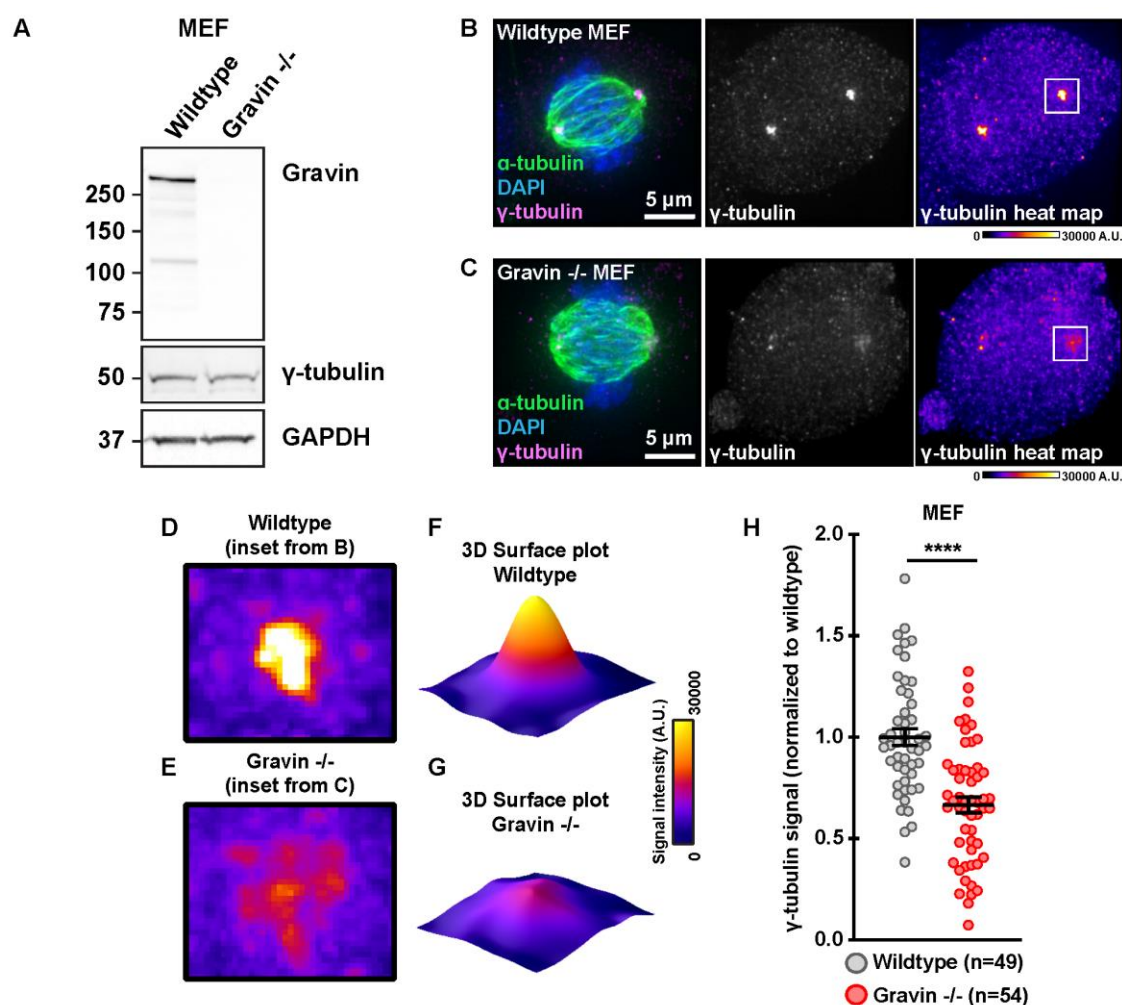 A
MEF
Wildtype
Gravin -/-
250
150
100
75
Gravin
50
γ-tubulin
37
GAPDH
B
Wildtype MEF
α-tubulin
DAPI
γ-tubulin
5 μm
γ-tubulin
γ-tubulin heat map
0
30000 A.U.
C
Gravin -/- MEF
α-tubulin
DAPI
γ-tubulin
5 μm
γ-tubulin
γ-tubulin heat map
0
30000 A.U.
D
Wildtype
(inset from B)
E
Gravin -/-
(inset from C)
F
3D Surface plot
Wildtype
G
3D Surface plot
Gravin -/-
Signal intensity (A.U.)
30000
0
H
MEF
****
γ-tubulin signal (normalized to wildtype)
2.0
1.5
1.0
0.5
0.0
Wildtype (n=49)
Gravin -/- (n=54)